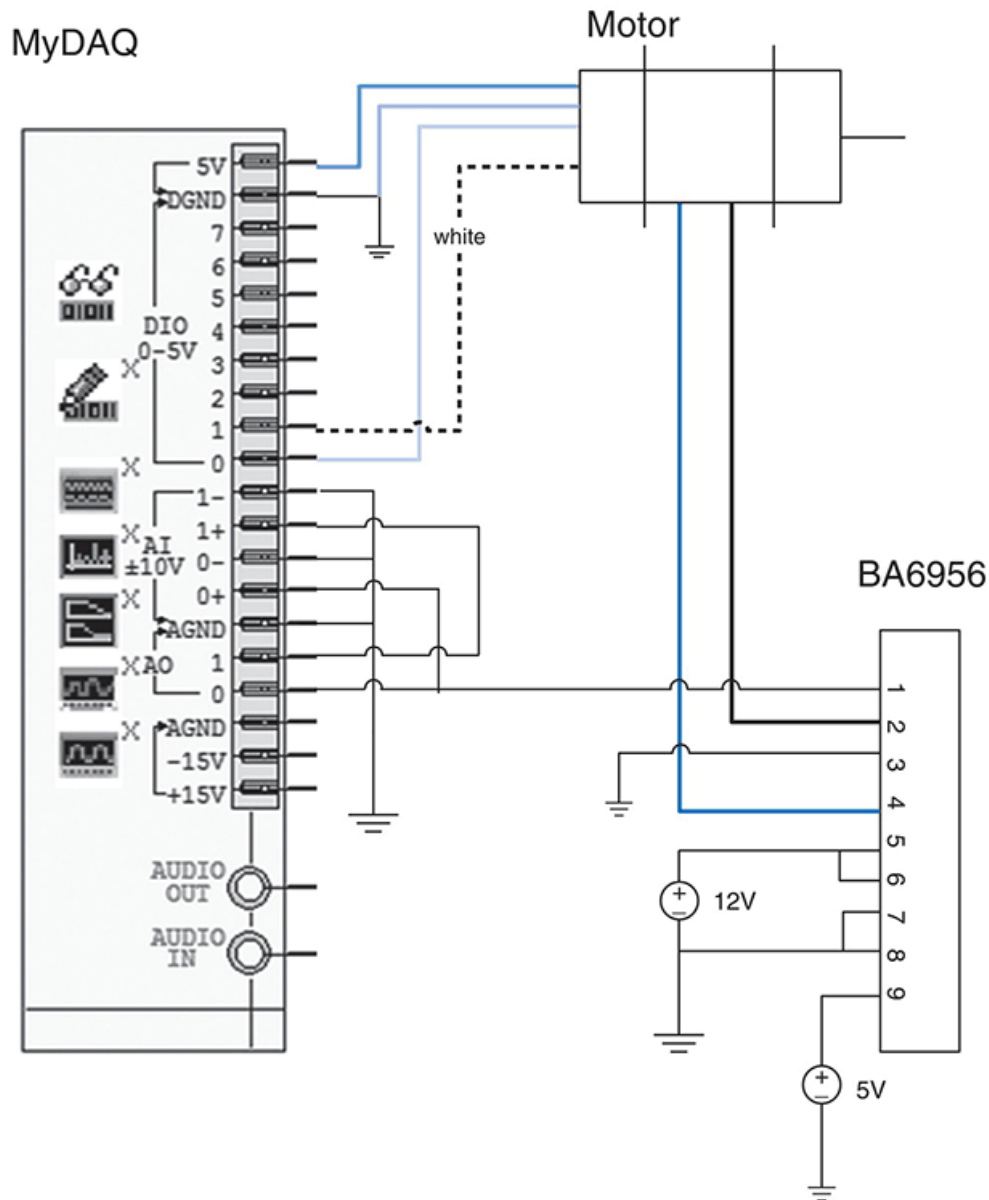 Motor
MyDAQ
5V
DGND
7
6
5
4
3
2
1
0
DIO
0-5V
white
X
X
X
X
X
X
1-
1+
0-
0+
AGND
AI
±10V
AO
1
0
AGND
-15V
+15V
AUDIO
OUT
AUDIO
IN
BA6956
1
2
3
4
5
6
7
8
9
+
−
12V
+
−
5V